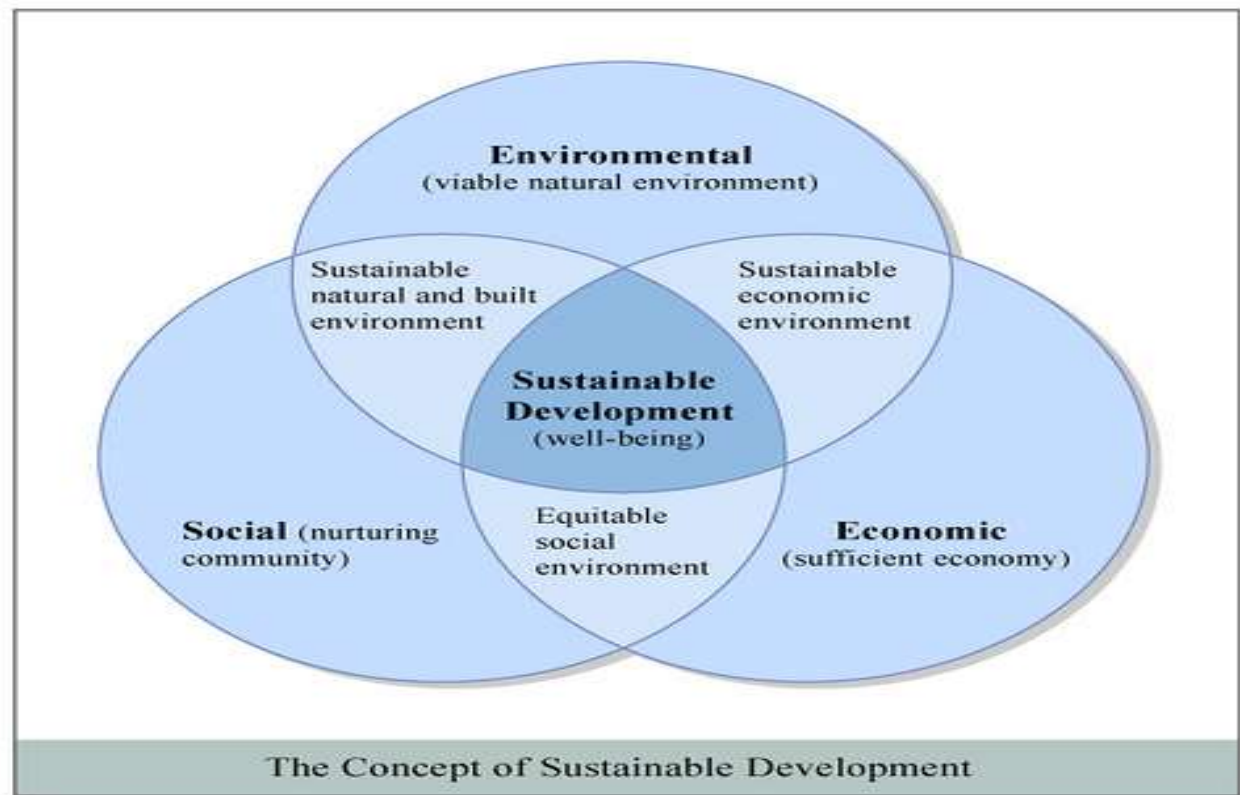 Environmental
(viable natural environment)
Sustainable
natural and built
environment
Sustainable
economic
environment
Sustainable
Development
(well-being)
Social (nurturing
community)
Equitable
social
environment
Economic
(sufficient economy)
The Concept of Sustainable Development